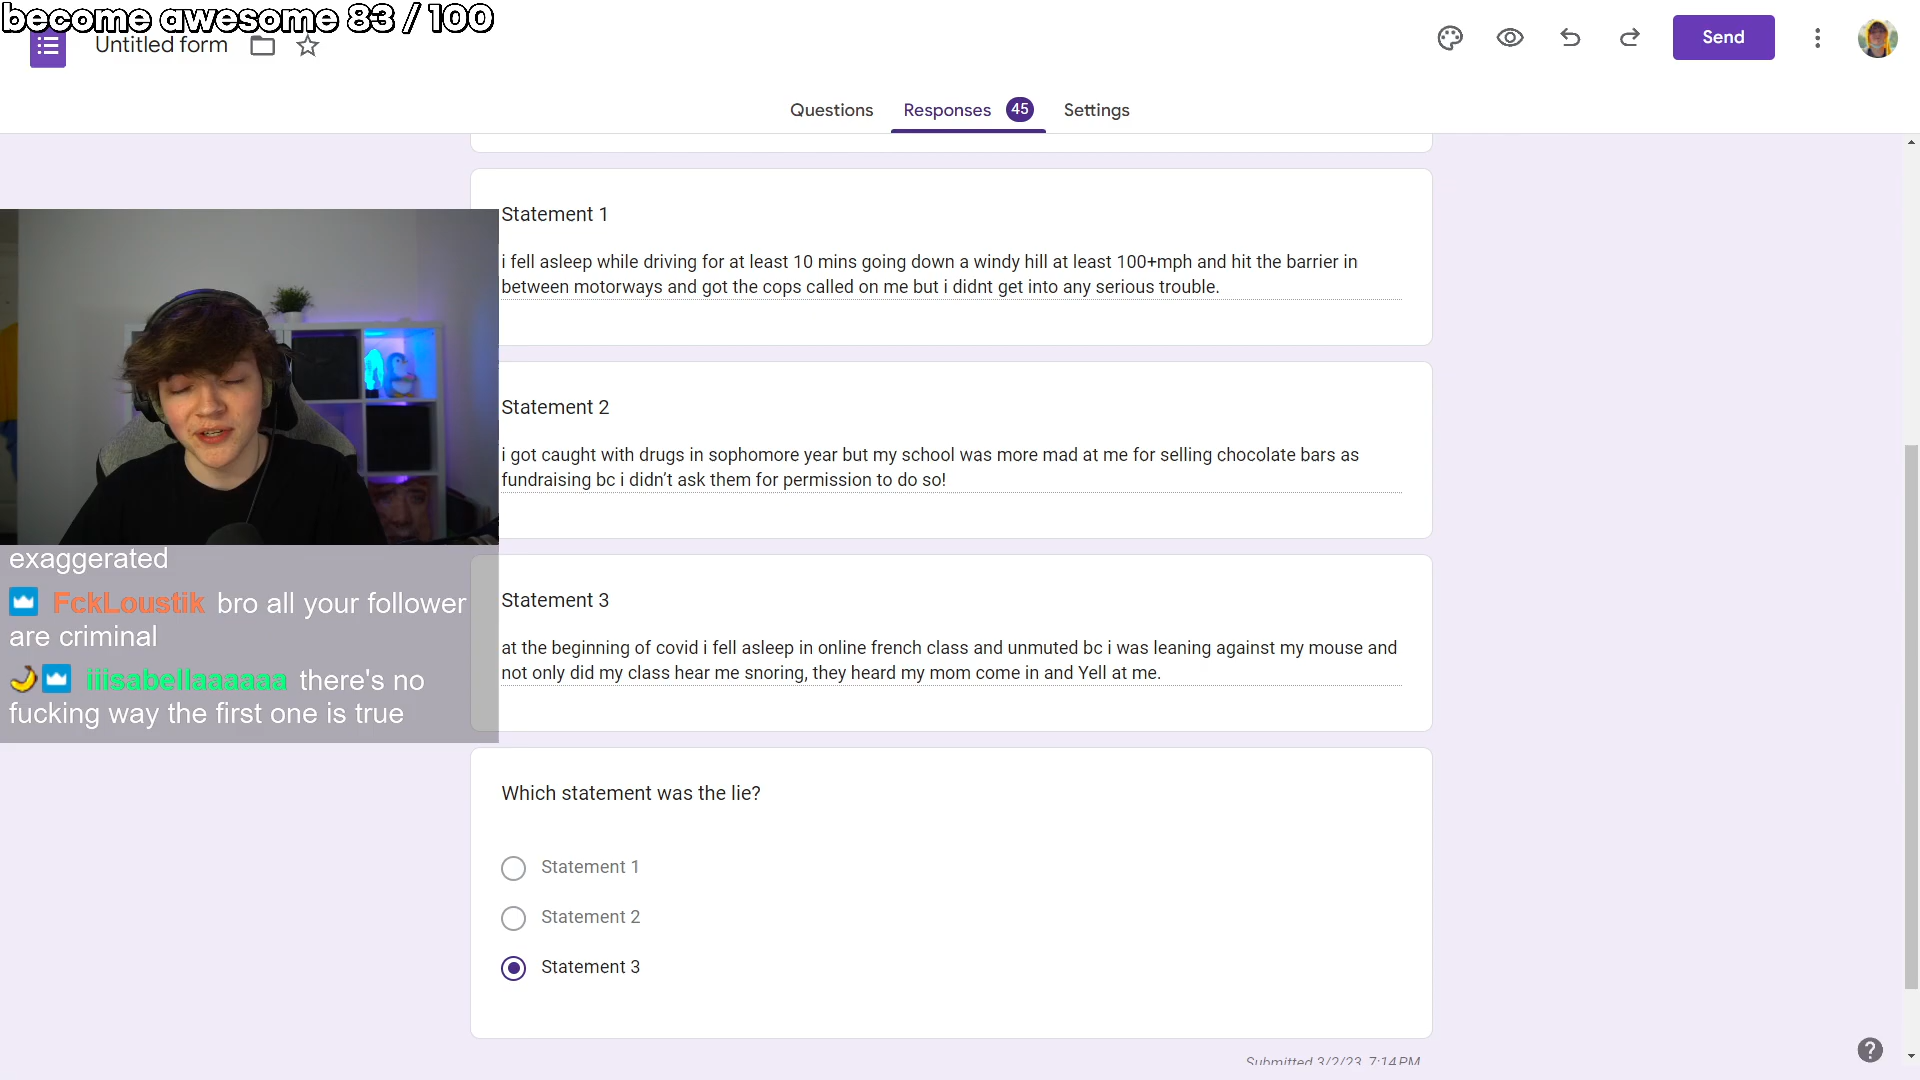 become awesome 83 / 100
Untitled form
Send
Questions
Responses 45
Settings
Statement 1
i fell asleep while driving for at least 10 mins going down a windy hill at least 100+mph and hit the barrier in
between motorways and got the cops called on me but i didnt get into any serious trouble.
Statement 2
i got caught with drugs in sophomore year but my school was more mad at me for selling chocolate bars as
fundraising bc i didn’t ask them for permission to do so!
exaggerated
FckLoustik bro all your follower
are criminal
iiisabellaaaaaa there's no
fucking way the first one is true
Statement 3
at the beginning of covid i fell asleep in online french class and unmuted bc i was leaning against my mouse and
not only did my class hear me snoring, they heard my mom come in and Yell at me.
Which statement was the lie?
Statement 1
Statement 2
Statement 3
Submitted 3/2/23, 7:14 PM